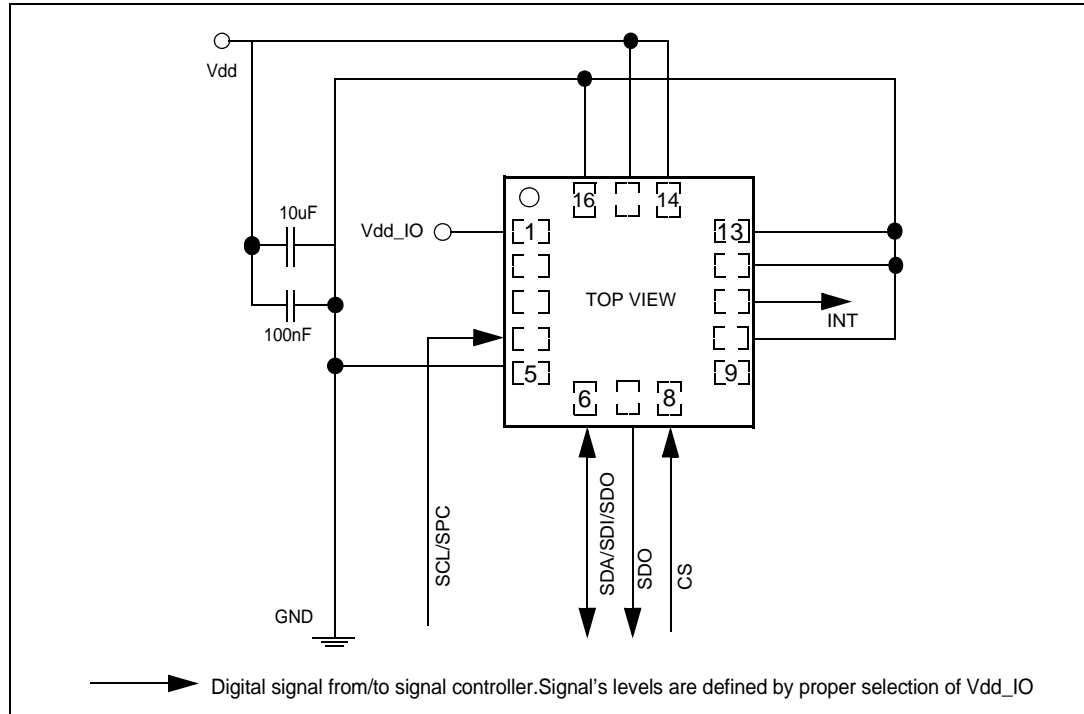 Vdd
16
14
10uF
Vdd_IO
1
13
TOP VIEW
INT
100nF
5
9
6
8
SCL/SPC
SDA/SDI/SDO
SDO
CS
GND
Digital signal from/to signal controller.Signal's levels are defined by proper selection of Vdd_IO